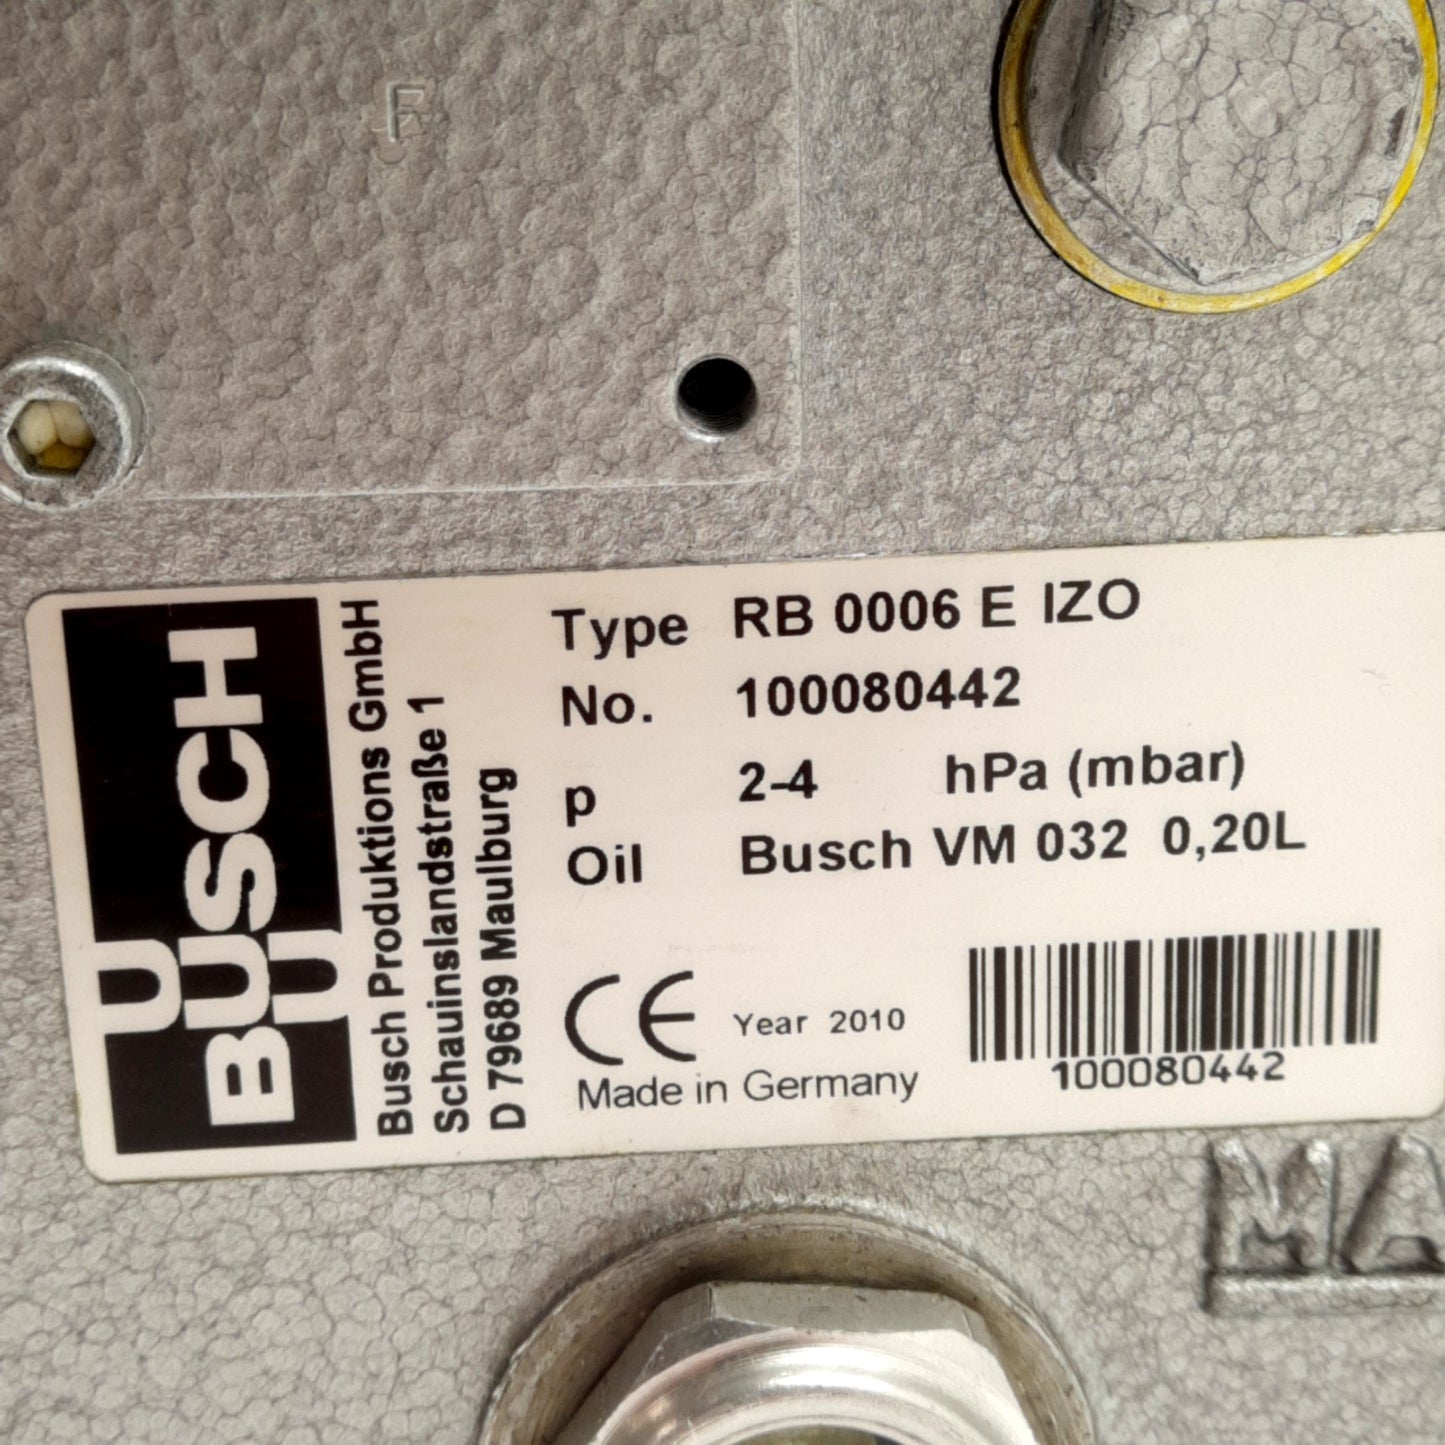 F
BUSCH
Busch Produktions GmbH
Schauinslandstraße 1
D 79689 Maulburg
Type RB 0006 E IZO
No. 100080442
p 2-4 hPa (mbar)
Oil Busch VM 032 0,20L
CE Year 2010
Made in Germany
100080442